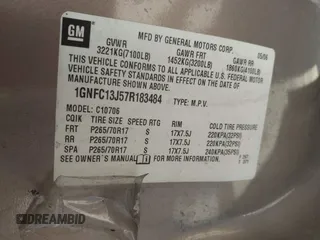 GM
MFD BY GENERAL MOTORS CORP. 05/06
GVWR GAWR FRT GAWR RR
3221KG(7100LB) 1452KG(3200LB) 1860KG(4100LB)
THIS VEHICLE CONFORMS TO ALL APPLICABLE U.S. FEDERAL
MOTOR VEHICLE SAFETY STANDARDS IN EFFECT ON THE
DATE OF MANUFACTURE SHOWN ABOVE.
1GNFC13J57R183484 TYPE: M.P.V.
MODEL: C10706
CQIK TIRE SIZE SPEED RTG RIM COLD TIRE PRESSURE
FRT P265/70R17 S 17X7.5J 220KPA(32PSI)
RR P265/70R17 S 17X7.5J 220KPA(32PSI)
SPA P265/70R17 S 17X7.5J 240KPA(35PSI)
SEE OWNER'S MANUAL FOR MORE INFORMATION.
© AUTOBIDMASTER
DREAMBID